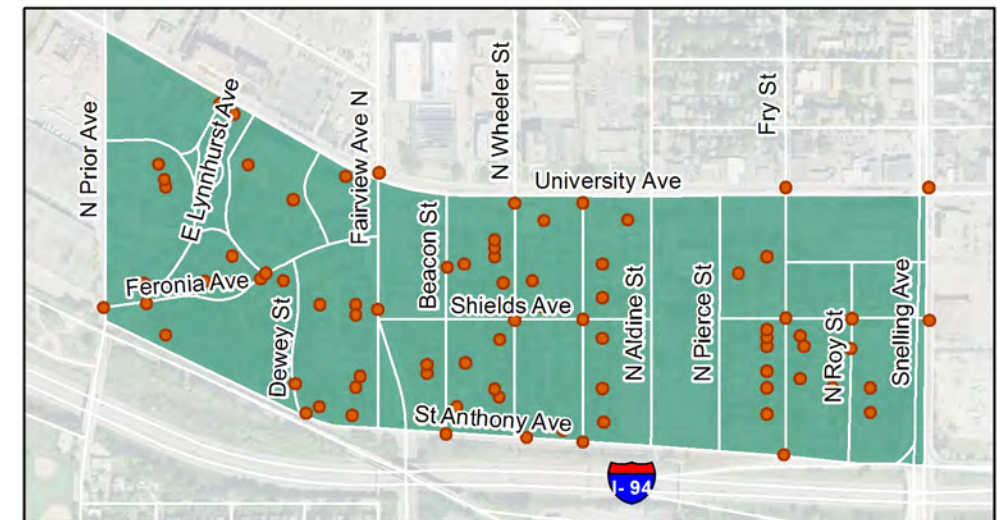 N Prior Ave
E Lynnhurst Ave
Fairview Ave N
N Wheeler St
Fry St
University Ave
Beacon St
Feronia Ave
Shields Ave
Dewey St
N Aldine St
N Pierce St
N Roy St
Snelling Ave
St Anthony Ave
I- 94